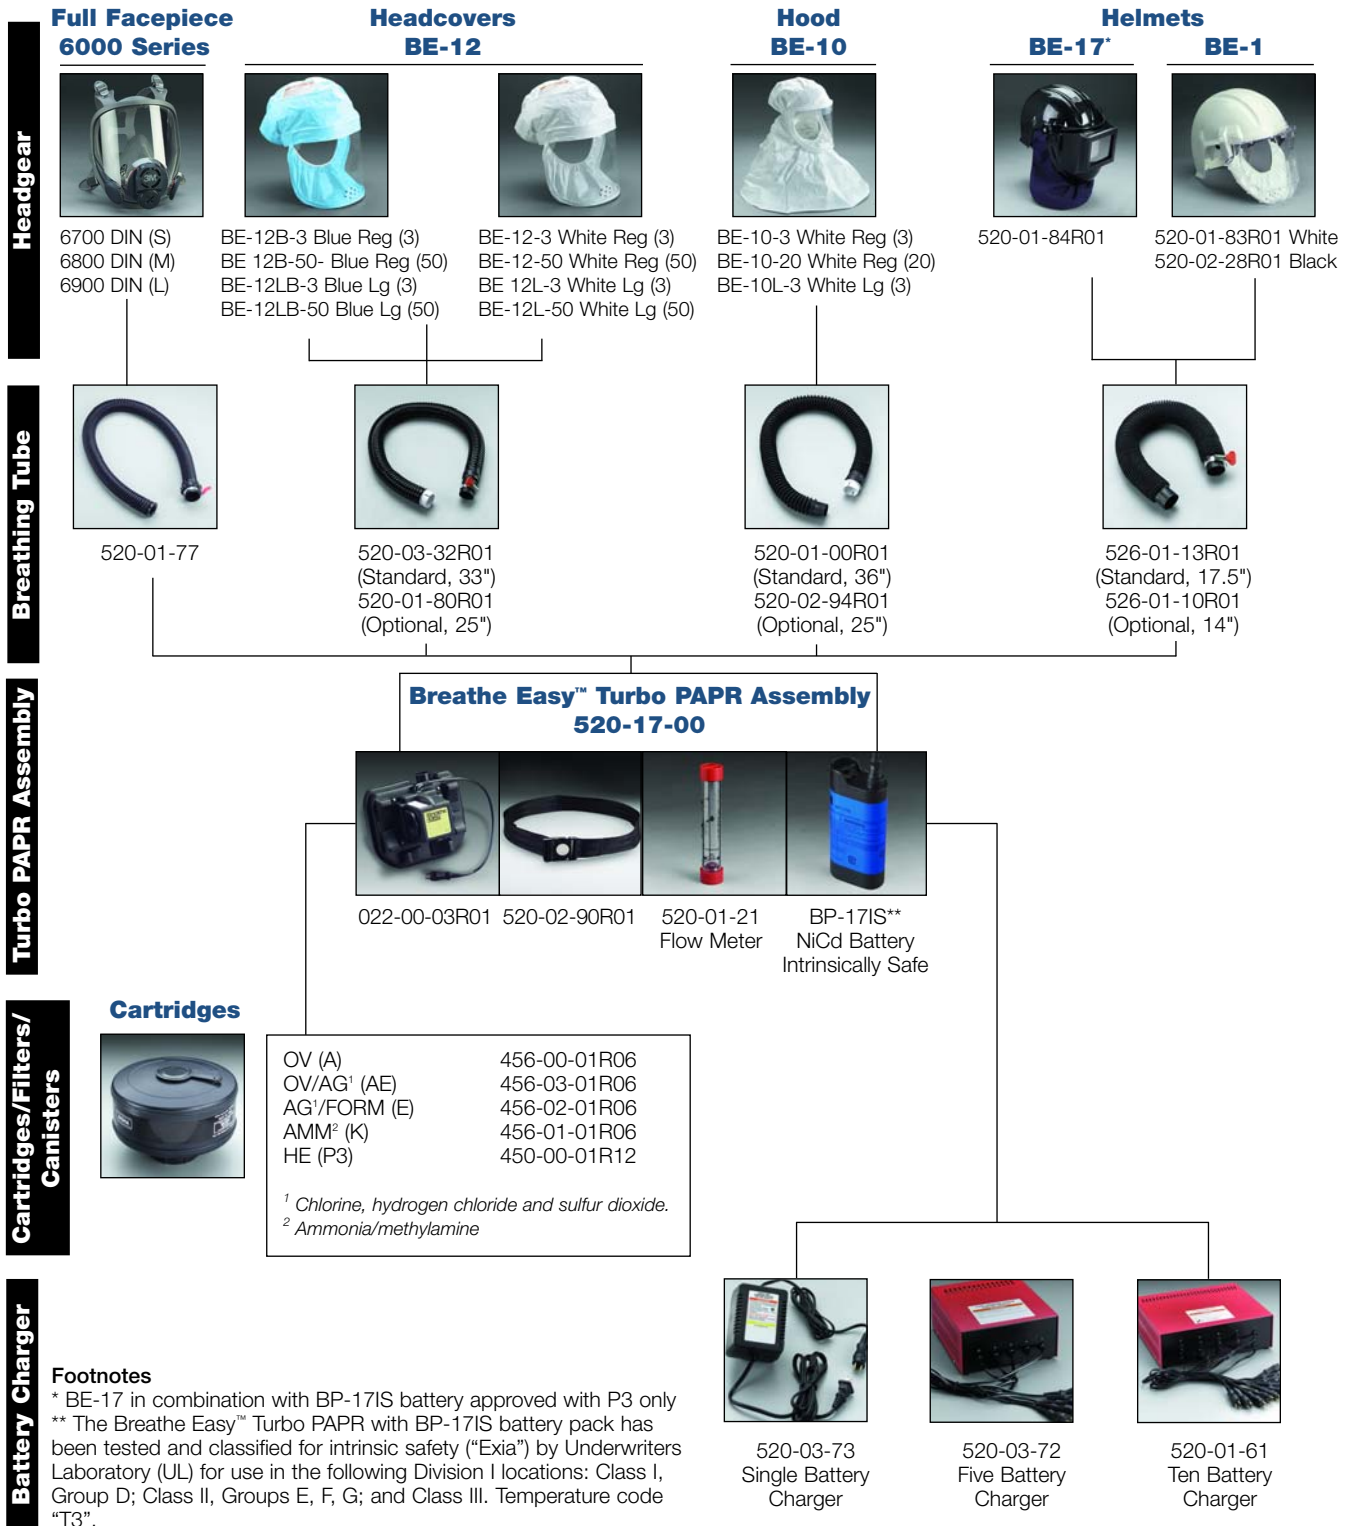 Full Facepiece
6000 Series
Headcovers
BE-12
Hood
BE-10
Helmets
BE-17*
BE-1
Headgear
6700 DIN (S)
6800 DIN (M)
6900 DIN (L)
BE-12B-3 Blue Reg (3)
BE 12B-50- Blue Reg (50)
BE-12LB-3 Blue Lg (3)
BE-12LB-50 Blue Lg (50)
BE-12-3 White Reg (3)
BE-12-50 White Reg (50)
BE 12L-3 White Lg (3)
BE-12L-50 White Lg (50)
BE-10-3 White Reg (3)
BE-10-20 White Reg (20)
BE-10L-3 White Lg (3)
520-01-84R01
520-01-83R01 White
520-02-28R01 Black
Breathing Tube
520-01-77
520-03-32R01
(Standard, 33")
520-01-80R01
(Optional, 25")
520-01-00R01
(Standard, 36")
520-02-94R01
(Optional, 25")
526-01-13R01
(Standard, 17.5")
526-01-10R01
(Optional, 14")
Turbo PAPR Assembly
Breathe Easy™ Turbo PAPR Assembly
520-17-00
022-00-03R01
520-02-90R01
520-01-21
Flow Meter
BP-17IS**
NiCd Battery
Intrinsically Safe
Cartridges/Filters/
Canisters
Cartridges
OV (A) 456-00-01R06
OV/AG¹ (AE) 456-03-01R06
AG¹/FORM (E) 456-02-01R06
AMM² (K) 456-01-01R06
HE (P3) 450-00-01R12
¹ Chlorine, hydrogen chloride and sulfur dioxide.
² Ammonia/methylamine
Battery Charger
Footnotes
* BE-17 in combination with BP-17IS battery approved with P3 only
** The Breathe Easy™ Turbo PAPR with BP-17IS battery pack has
been tested and classified for intrinsic safety (“Exia”) by Underwriters
Laboratory (UL) for use in the following Division I locations: Class I,
Group D; Class II, Groups E, F, G; and Class III. Temperature code
“T3”.
520-03-73
Single Battery
Charger
520-03-72
Five Battery
Charger
520-01-61
Ten Battery
Charger